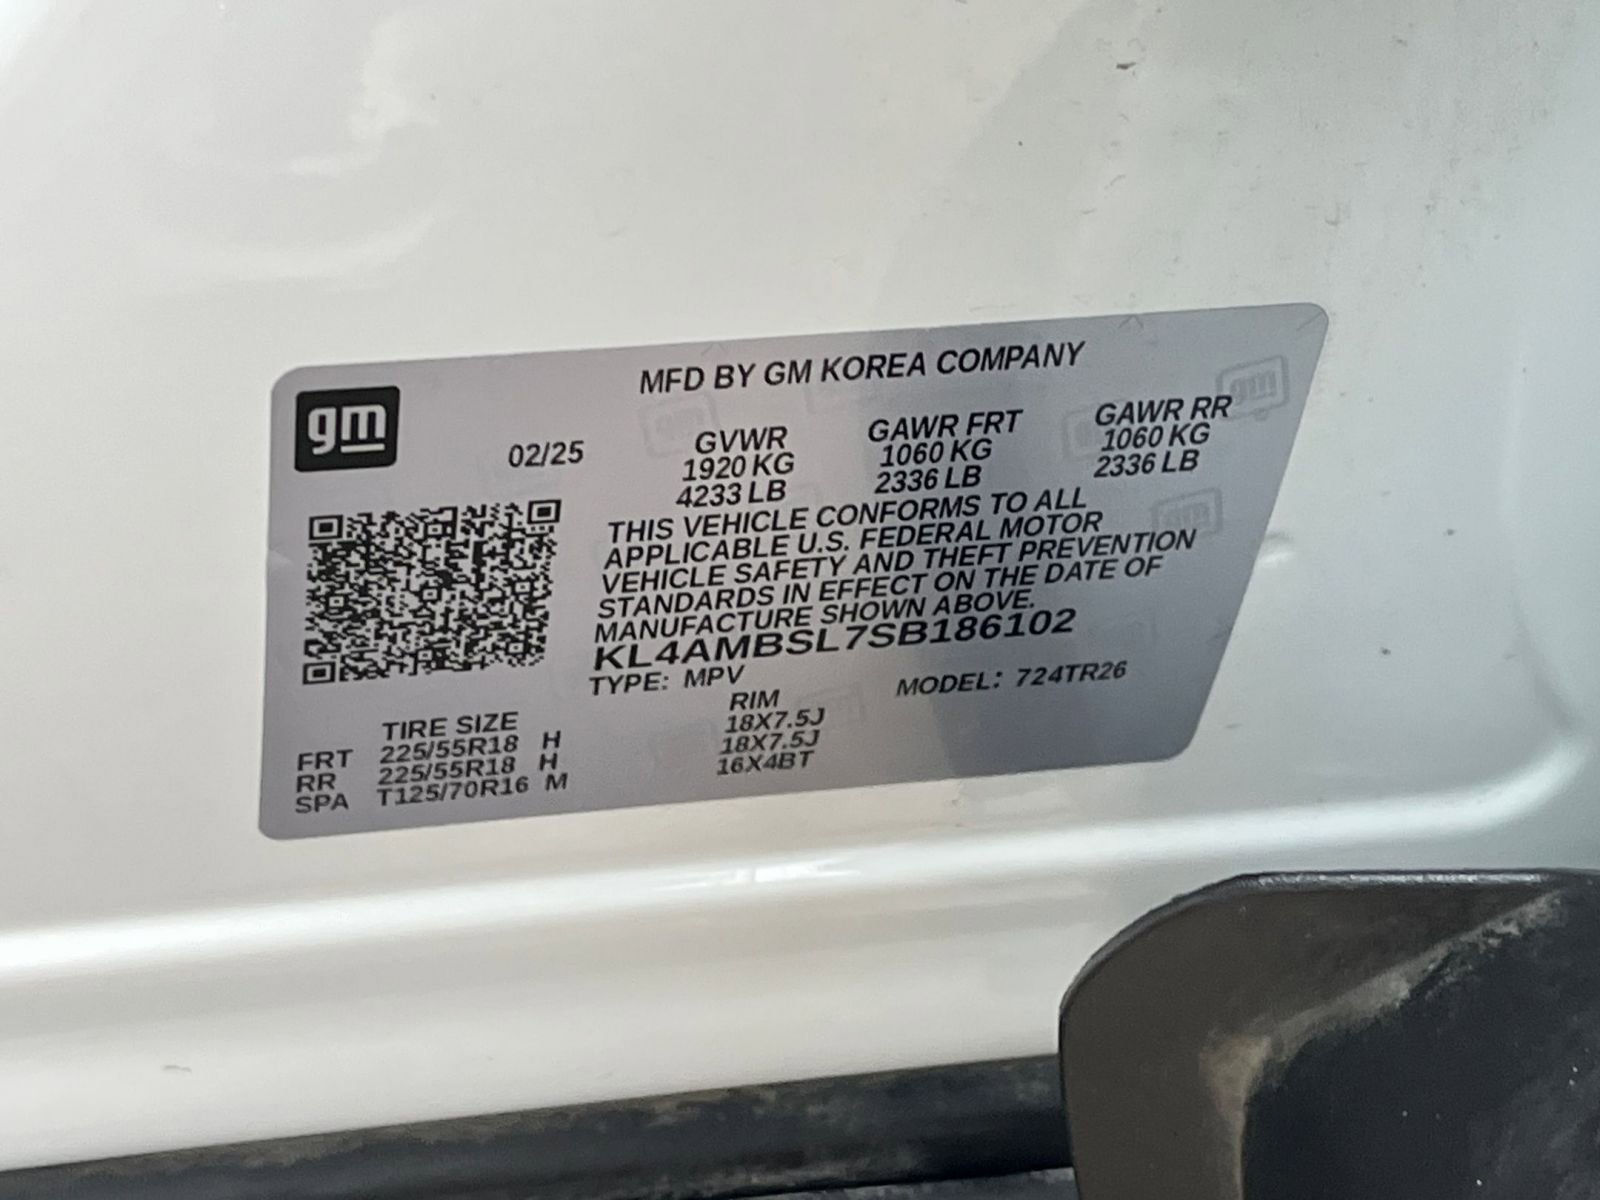 gm
MFD BY GM KOREA COMPANY
02/25
GVWR GAWR FRT GAWR RR
1920 KG 1060 KG 1060 KG
4233 LB 2336 LB 2336 LB
THIS VEHICLE CONFORMS TO ALL
APPLICABLE U.S. FEDERAL MOTOR
VEHICLE SAFETY AND THEFT PREVENTION
STANDARDS IN EFFECT ON THE DATE OF
MANUFACTURE SHOWN ABOVE.
KL4AMBSL7SB186102
TYPE: MPV MODEL: 724TR26
TIRE SIZE RIM
FRT 225/55R18 H 18X7.5J
RR 225/55R18 H 18X7.5J
SPA T125/70R16 M 16X4BT